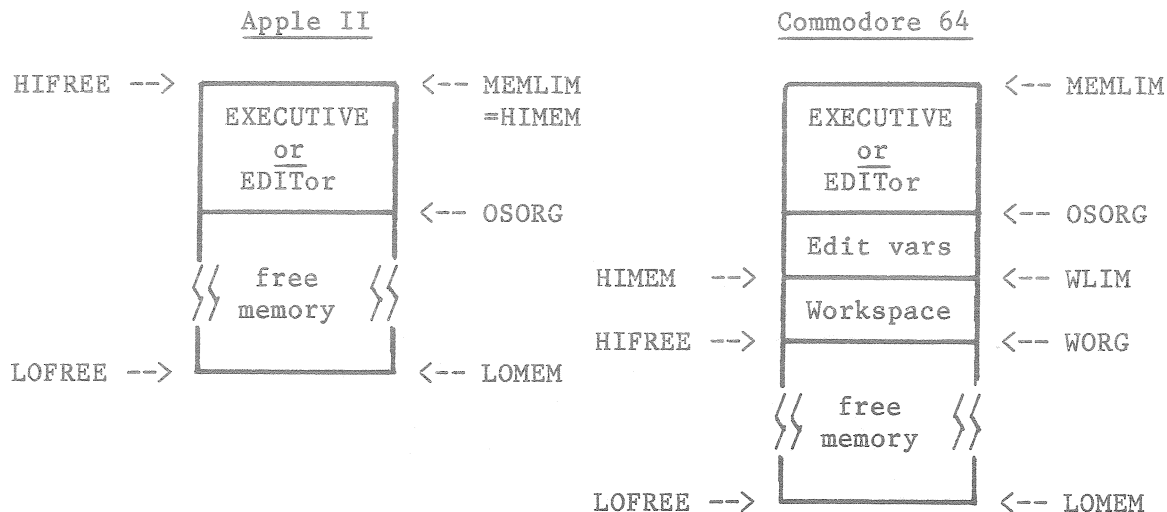 Apple II
HIFREE -->
<-- MEMLIM
=HIMEM
EXECUTIVE
or
EDITor
<-- OSORG
free
memory
LOFREE -->
<-- LOMEM
Commodore 64
<-- MEMLIM
EXECUTIVE
or
EDITor
<-- OSORG
Edit vars
HIMEM -->
<-- WLIM
Workspace
HIFREE -->
<-- WORG
free
memory
LOFREE -->
<-- LOMEM